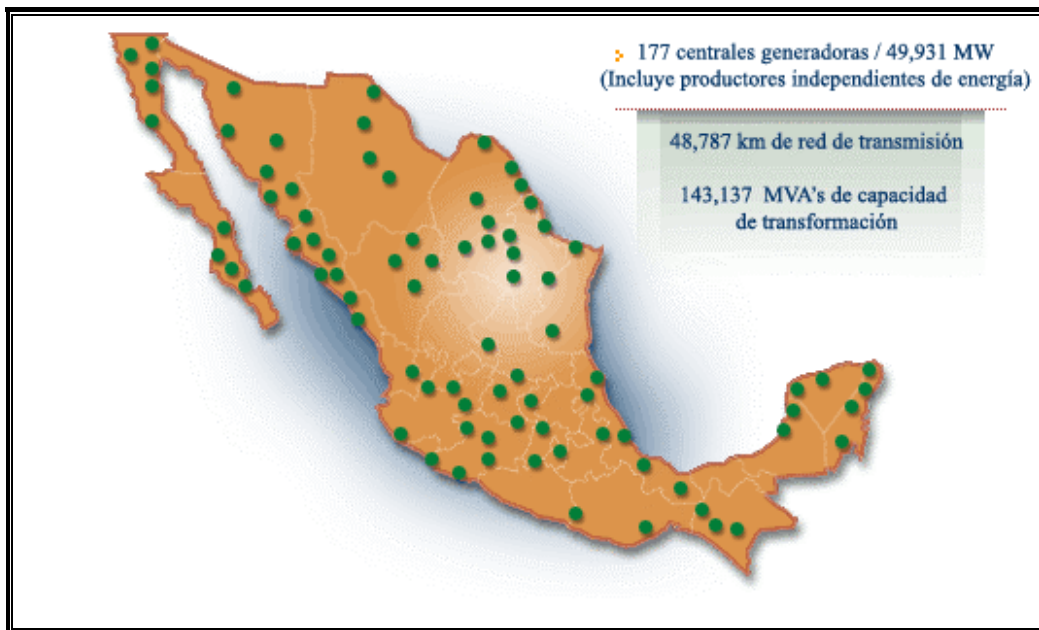 177 centrales generadoras / 49,931 MW
(Incluye productores independientes de energía)
48,787 km de red de transmisión
143,137 MVA's de capacidad
de transformación